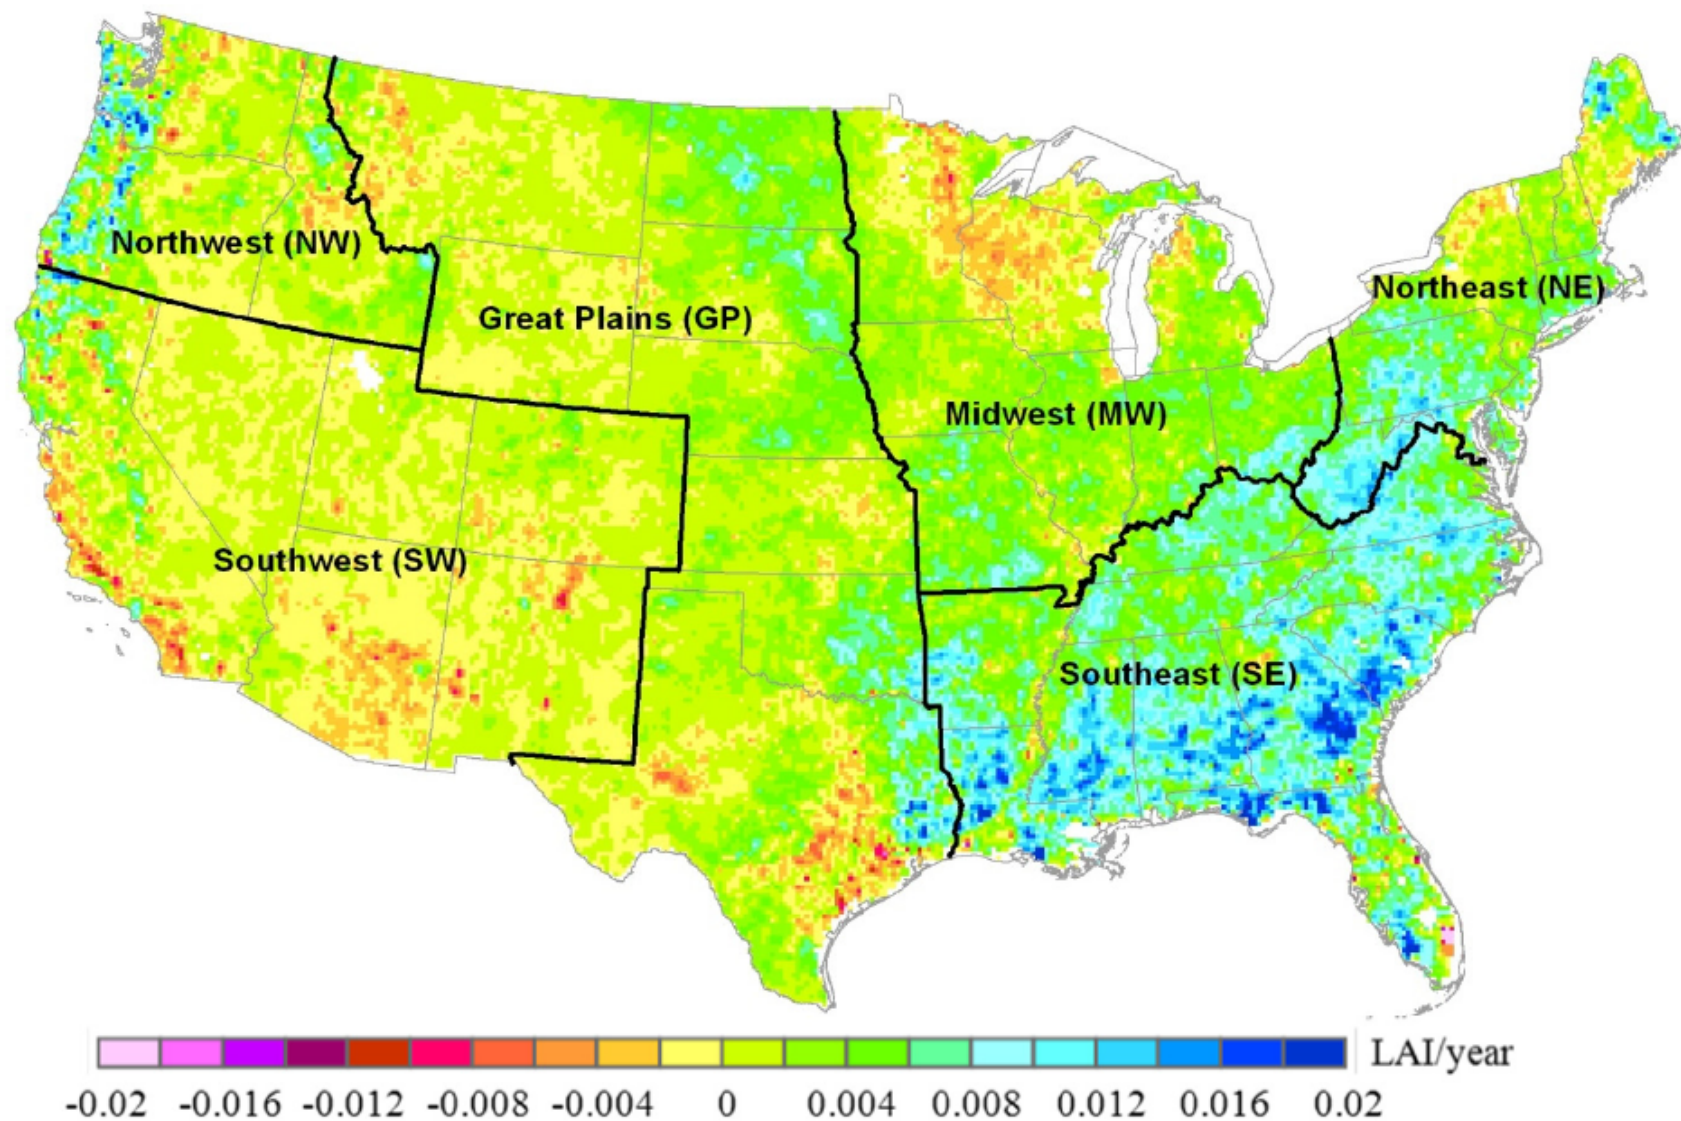 Northwest (NW)
Northeast (NE)
Great Plains (GP)
Midwest (MW)
Southwest (SW)
Southeast (SE)
LAI/year
-0.02 -0.016 -0.012 -0.008 -0.004 0 0.004 0.008 0.012 0.016 0.02